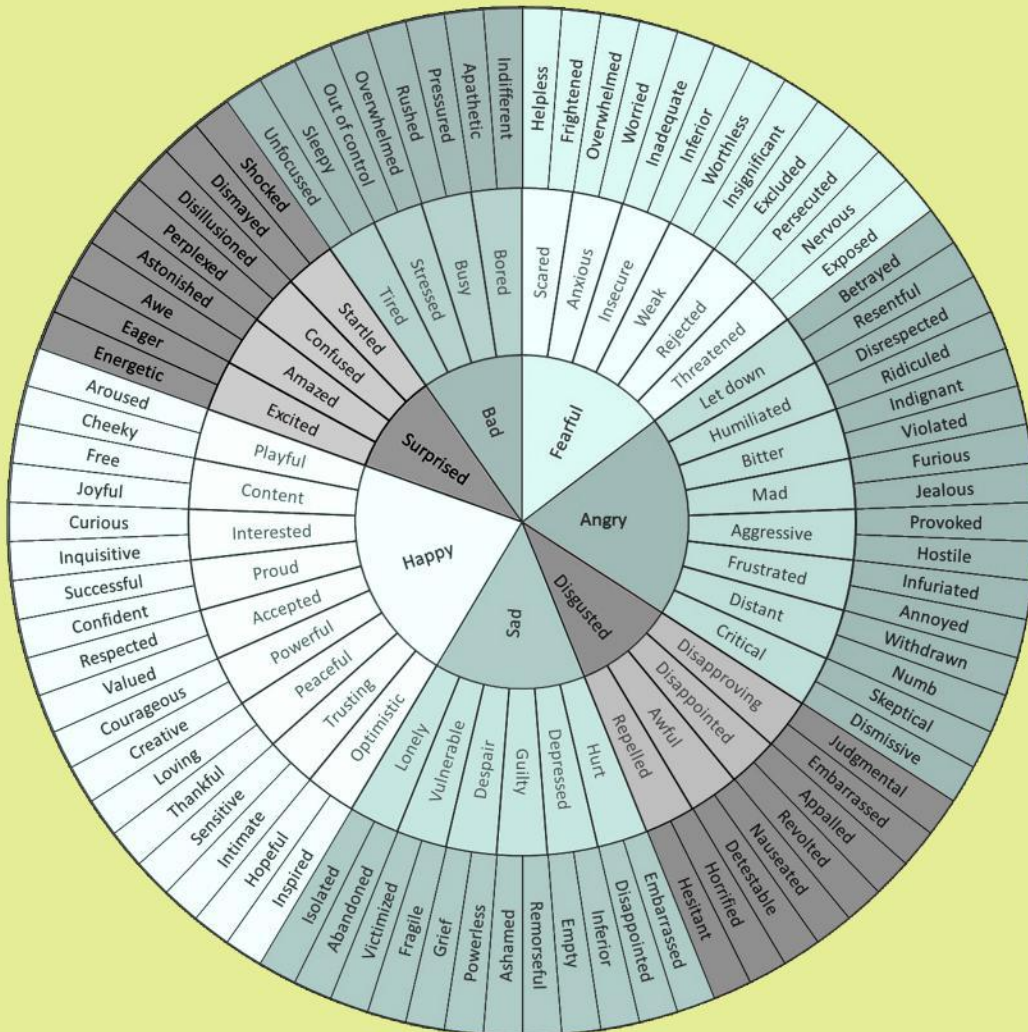 Fearful
Angry
Disgusted
Sad
Happy
Surprised
Bad
Scared
Anxious
Insecure
Weak
Rejected
Threatened
Let down
Humiliated
Bitter
Mad
Aggressive
Frustrated
Distant
Critical
Disapproving
Disappointed
Awful
Repelled
Hurt
Depressed
Guilty
Despair
Vulnerable
Lonely
Optimistic
Trusting
Peaceful
Powerful
Accepted
Proud
Interested
Content
Playful
Excited
Amazed
Confused
Startled
Tired
Stressed
Busy
Bored
Helpless
Frightened
Overwhelmed
Worried
Inadequate
Inferior
Worthless
Insignificant
Excluded
Persecuted
Nervous
Exposed
Betrayed
Resentful
Disrespected
Ridiculed
Indignant
Violated
Furious
Jealous
Provoked
Hostile
Infuriated
Annoyed
Withdrawn
Numb
Skeptical
Dismissive
Judgmental
Embarrassed
Appalled
Revolted
Nauseated
Detestable
Horrified
Hesitant
Embarrassed
Disappointed
Inferior
Empty
Remorseful
Ashamed
Powerless
Grief
Fragile
Victimized
Abandoned
Isolated
Inspired
Hopeful
Intimate
Sensitive
Thankful
Loving
Creative
Courageous
Valued
Respected
Confident
Successful
Inquisitive
Curious
Joyful
Free
Cheeky
Aroused
Energetic
Eager
Awe
Astonished
Perplexed
Disillusioned
Dismayed
Shocked
Unfocussed
Sleepy
Out of control
Overwhelmed
Rushed
Pressured
Apathetic
Indifferent